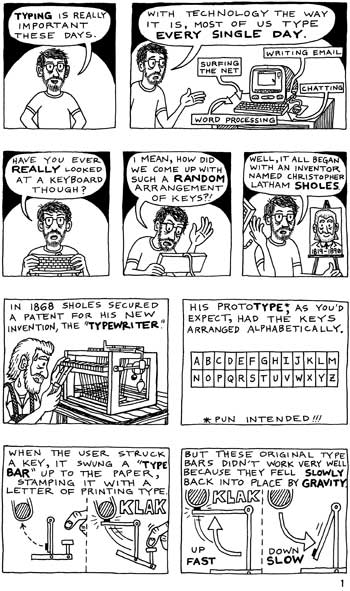 TYPING IS REALLY
IMPORTANT
THESE DAYS.
WITH TECHNOLOGY THE WAY
IT IS, MOST OF US TYPE
EVERY SINGLE DAY.
WRITING EMAIL
SURFING
THE NET
CHATTING
WORD PROCESSING
HAVE YOU EVER
REALLY LOOKED
AT A KEYBOARD
THOUGH?
I MEAN, HOW DID
WE COME UP WITH
SUCH A RANDOM
ARRANGEMENT
OF KEYS?!
WELL, IT ALL BEGAN
WITH AN INVENTOR
NAMED CHRISTOPHER
LATHAM SHOLES
1819-1890
IN 1868 SHOLES SECURED
A PATENT FOR HIS NEW
INVENTION, THE "TYPEWRITER."
HIS PROTOTYPE*, AS YOU'D
EXPECT, HAD THE KEYS
ARRANGED ALPHABETICALLY.
A B C D E F G H I J K L M
N O P Q R S T U V W X Y Z
* PUN INTENDED!!!
WHEN THE USER STRUCK
A KEY, IT SWUNG A "TYPE
BAR" UP TO THE PAPER,
STAMPING IT WITH A
LETTER OF PRINTING TYPE.
KLAK
BUT THESE ORIGINAL TYPE
BARS DIDN'T WORK VERY WELL
BECAUSE THEY FELL SLOWLY
BACK INTO PLACE BY GRAVITY.
KLAK
UP
FAST
DOWN
SLOW
1